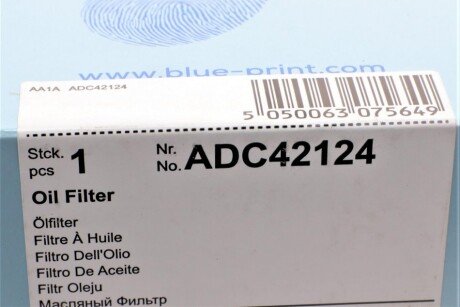 www.blue-print.com
AA1A ADC42124
5 050063 075649
Stck. 1 Nr. ADC42124
pcs No.
Oil Filter
Ölfilter
Filtre À Huile
Filtro Dell'Olio
Filtro De Aceite
Filtr Oleju
Масляный Фильтр